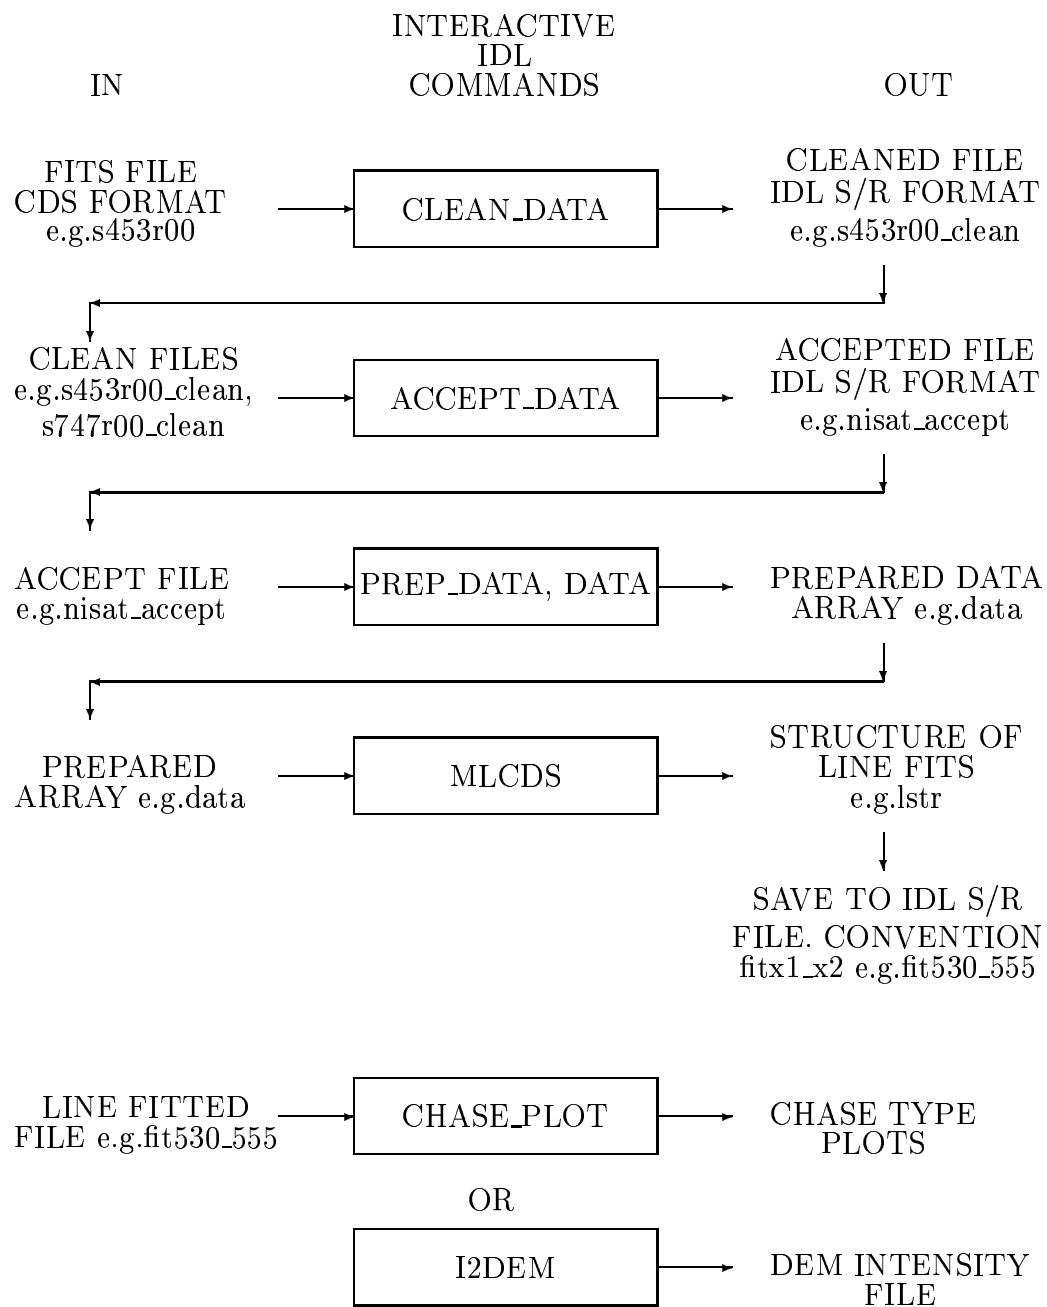 INTERACTIVE
IDL
IN COMMANDS OUT
FITS FILE
CDS FORMAT
e.g.s453r00
CLEAN_DATA
CLEANED FILE
IDL S/R FORMAT
e.g.s453r00_clean
CLEAN FILES
e.g.s453r00_clean,
s747r00_clean
ACCEPT_DATA
ACCEPTED FILE
IDL S/R FORMAT
e.g.nisat_accept
ACCEPT FILE
e.g.nisat_accept
PREP_DATA, DATA
PREPARED DATA
ARRAY e.g.data
PREPARED
ARRAY e.g.data
MLCDS
STRUCTURE OF
LINE FITS
e.g.lstr
SAVE TO IDL S/R
FILE. CONVENTION
fitx1_x2 e.g.fit530_555
LINE FITTED
FILE e.g.fit530_555
CHASE_PLOT
CHASE TYPE
PLOTS
OR
I2DEM
DEM INTENSITY
FILE